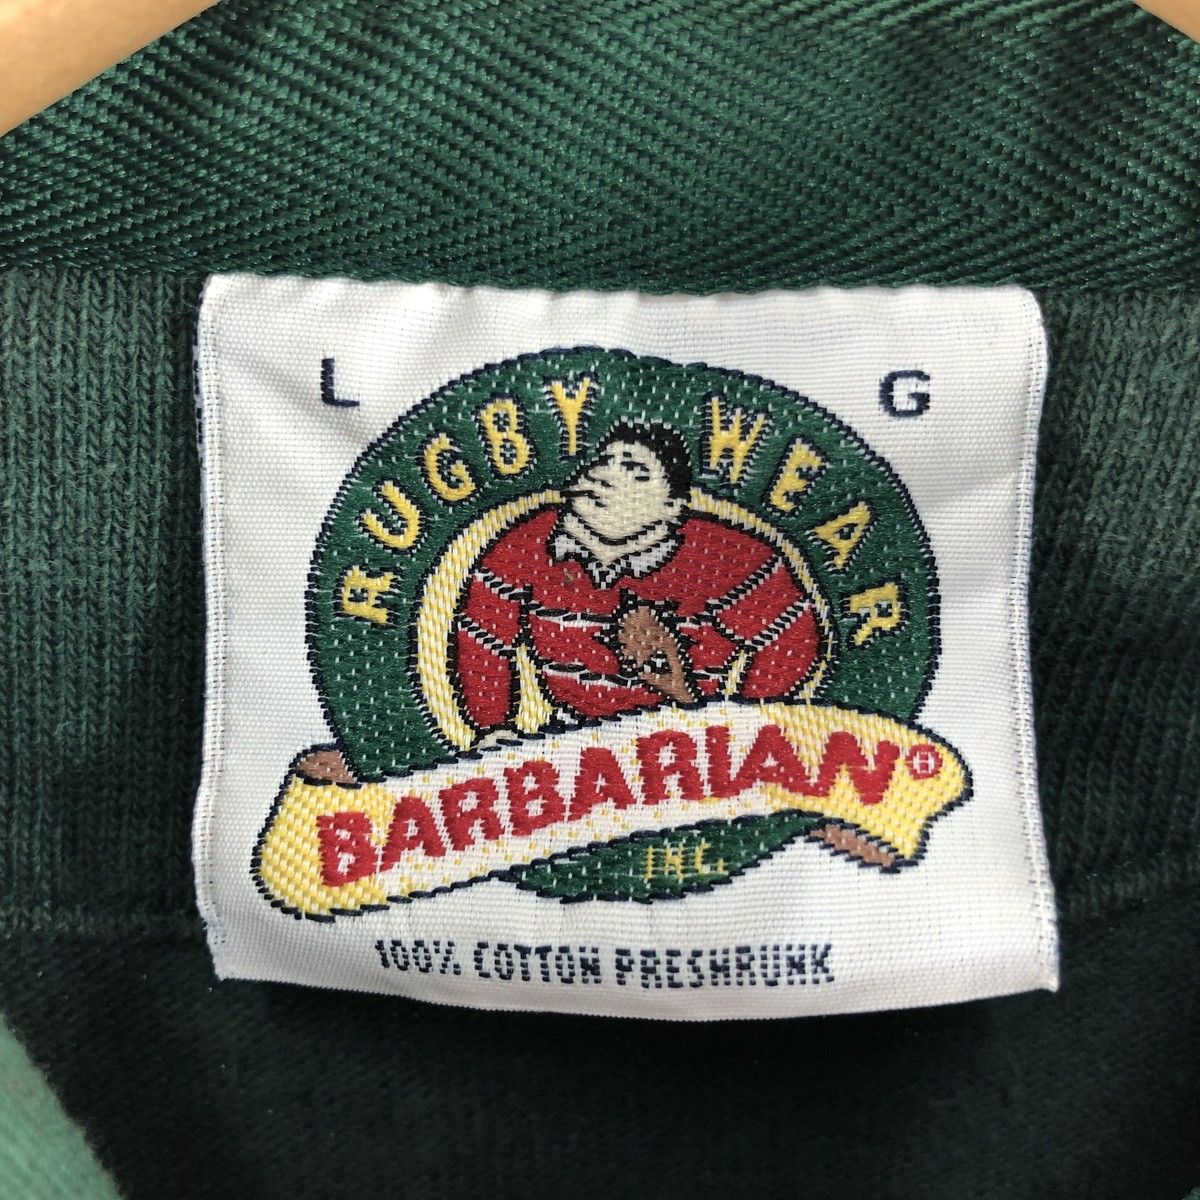 L G
RUGBY WEAR
BARBARIAN®
INC.
100% COTTON PRESHRUNK